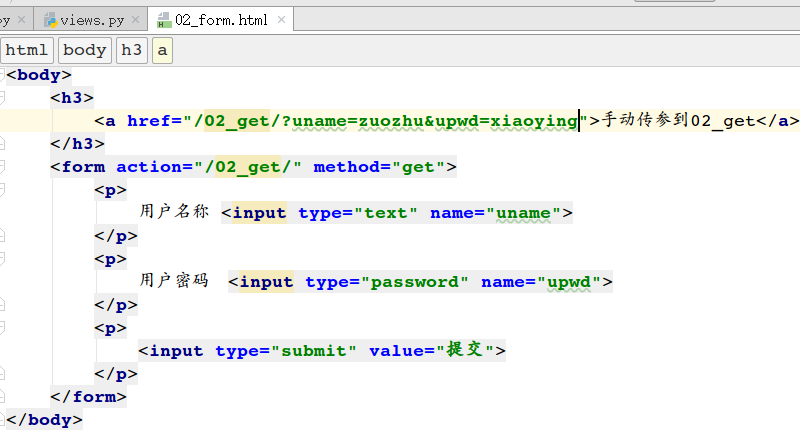 py views.py 02_form.html
html body h3 a
<body>
<h3>
<a href="/02_get/?uname=zuozhu&upwd=xiaoying">手动传参到02_get</a>
</h3>
<form action="/02_get/" method="get">
<p>
用户名称 <input type="text" name="uname">
</p>
<p>
用户密码 <input type="password" name="upwd">
</p>
<p>
<input type="submit" value="提交">
</p>
</form>
</body>